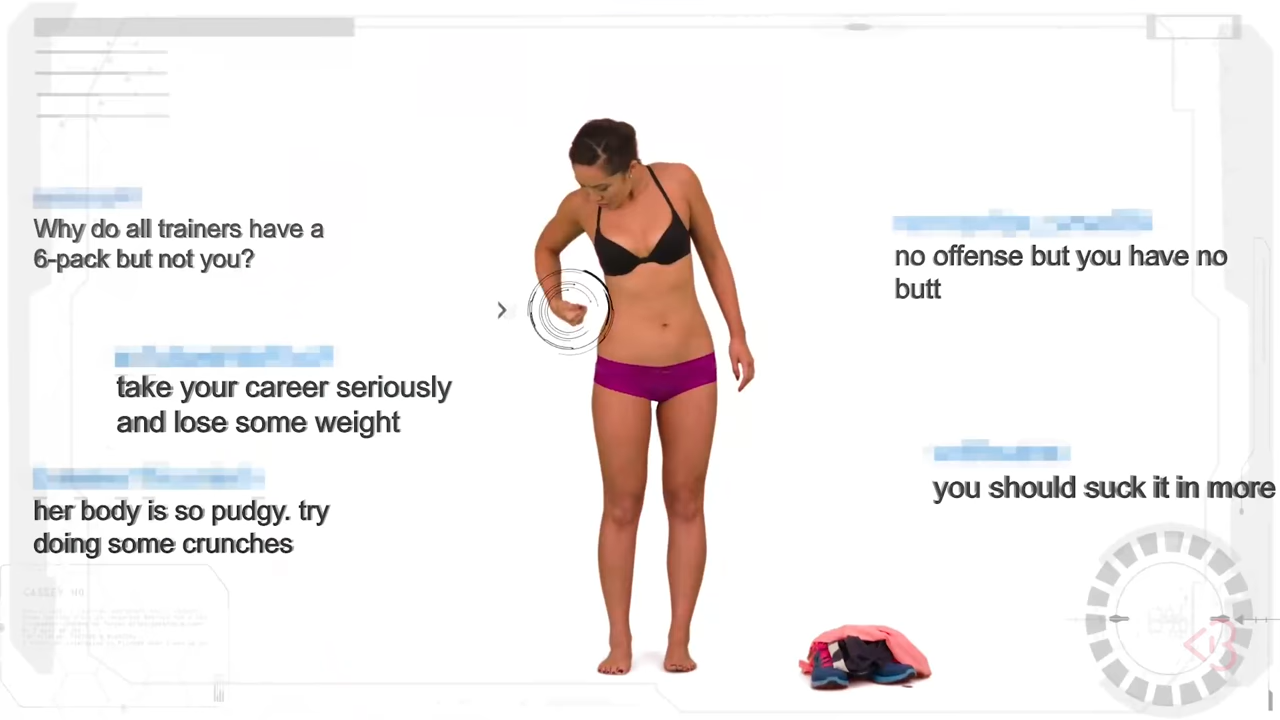 Why do all trainers have a
6-pack but not you?
take your career seriously
and lose some weight
her body is so pudgy. try
doing some crunches
no offense but you have no
butt
you should suck it in more
CASSEY HO